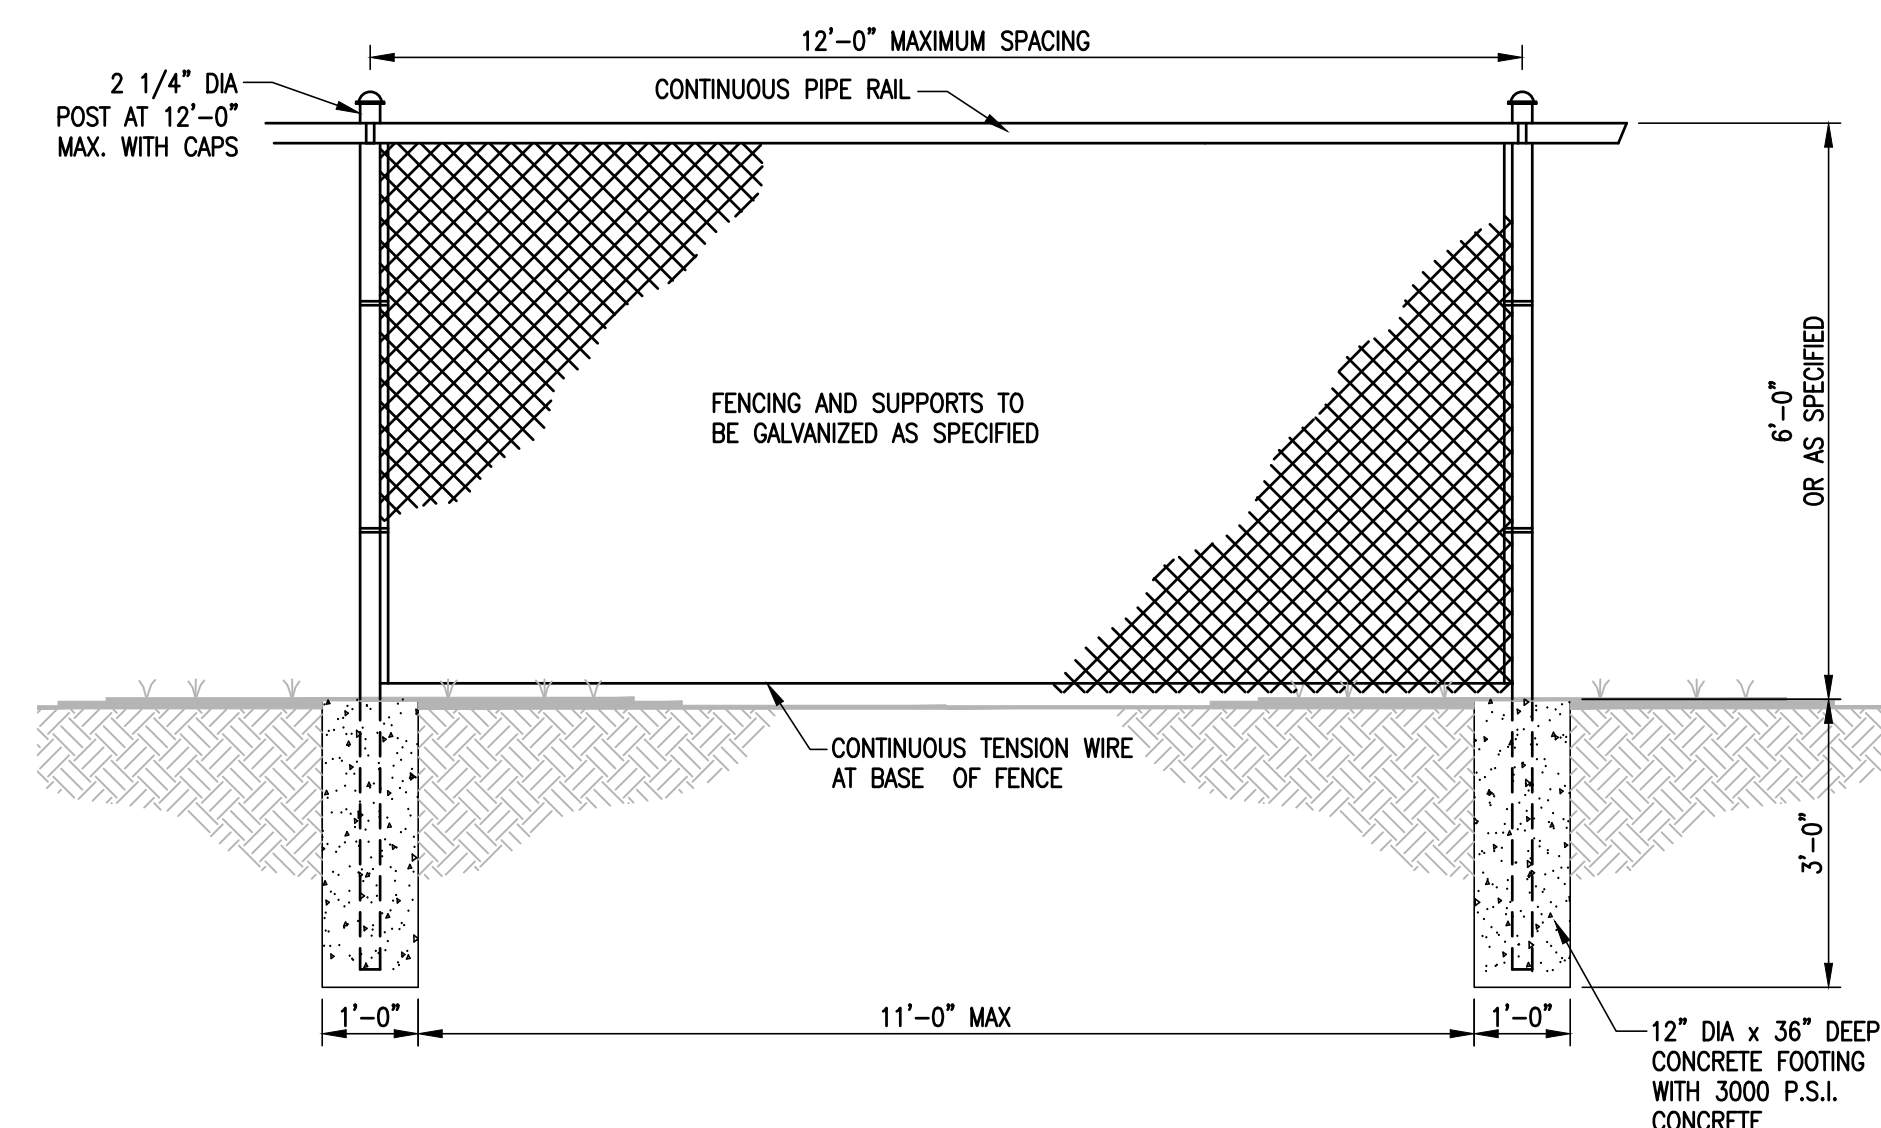 12'-0" MAXIMUM SPACING
2 1/4" DIA
POST AT 12'-0"
MAX. WITH CAPS
CONTINUOUS PIPE RAIL
FENCING AND SUPPORTS TO
BE GALVANIZED AS SPECIFIED
6'-0"
OR AS SPECIFIED
CONTINUOUS TENSION WIRE
AT BASE OF FENCE
3'-0"
1'-0"
11'-0" MAX
1'-0"
12" DIA x 36" DEEP
CONCRETE FOOTING
WITH 3000 P.S.I.
CONCRETE